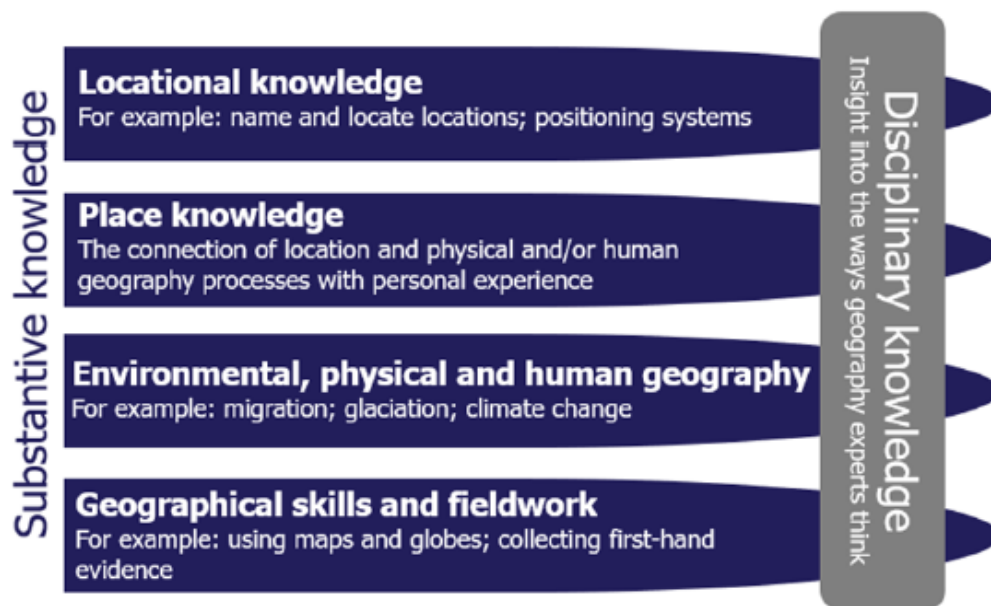 Substantive knowledge
Locational knowledge
For example: name and locate locations; positioning systems
Place knowledge
The connection of location and physical and/or human
geography processes with personal experience
Environmental, physical and human geography
For example: migration; glaciation; climate change
Geographical skills and fieldwork
For example: using maps and globes; collecting first-hand
evidence
Disciplinary knowledge
Insight into the ways geography experts think